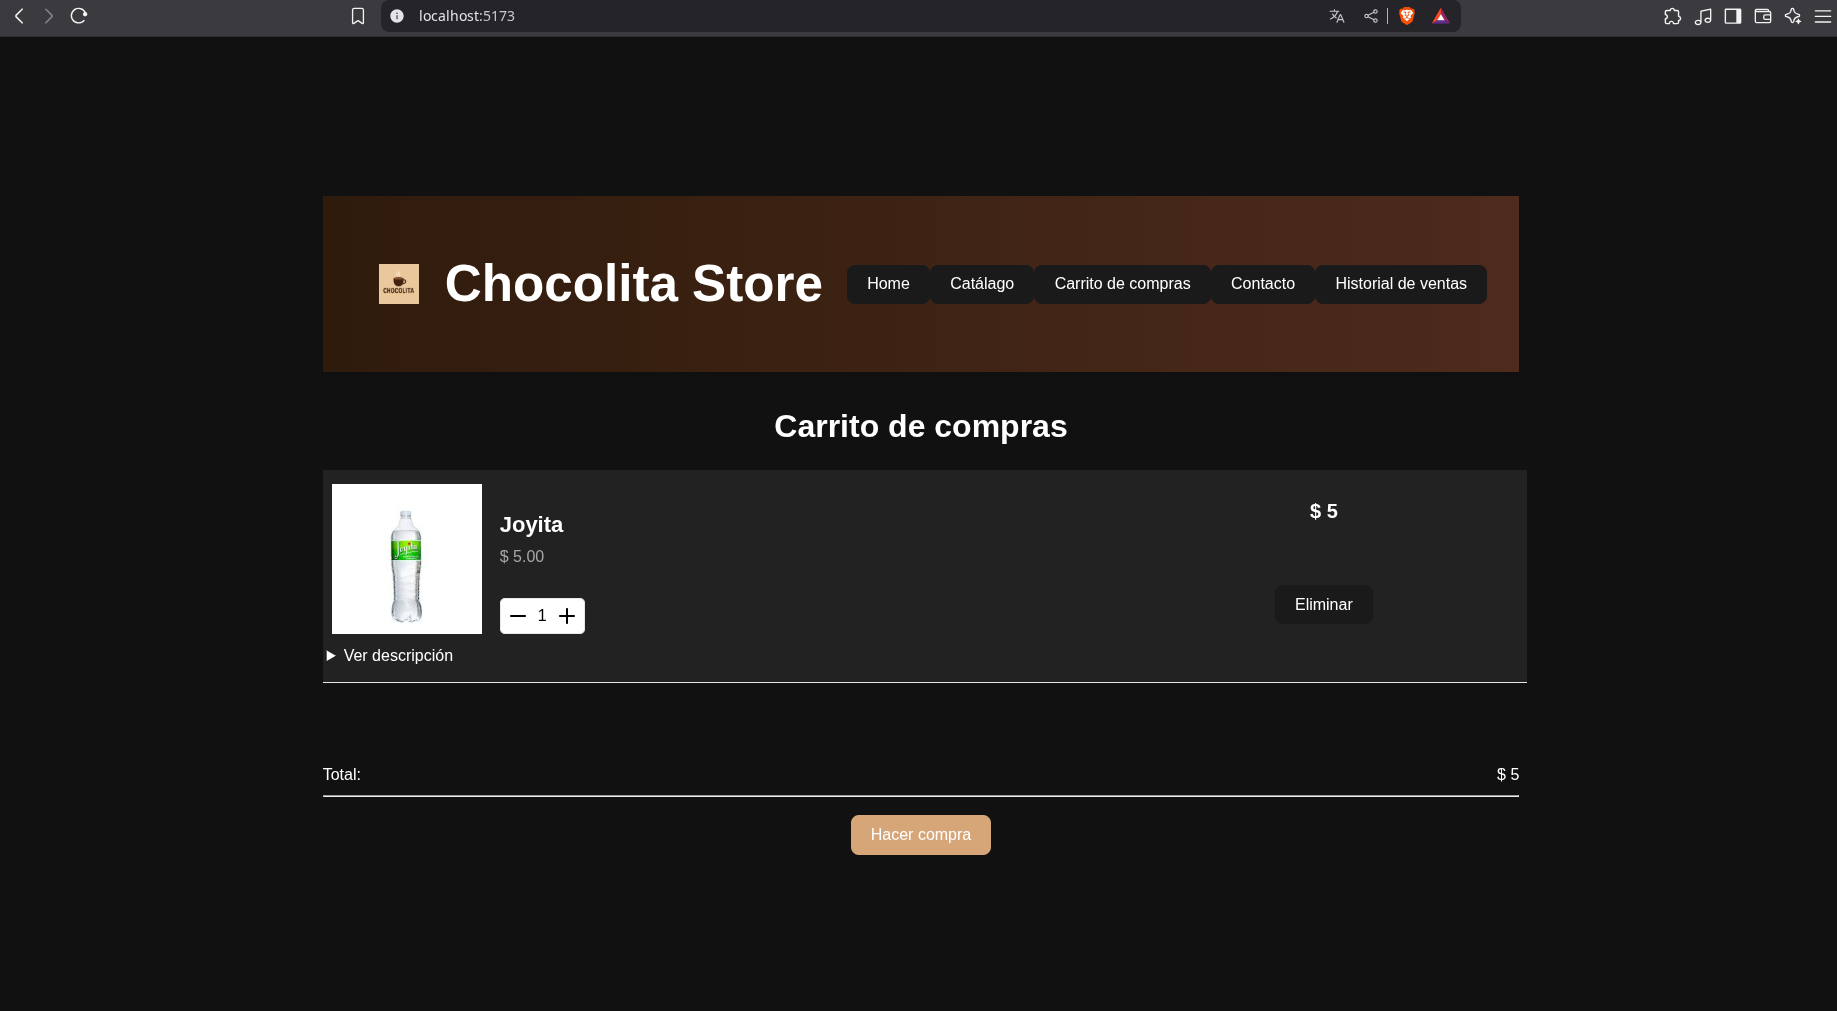 localhost:5173
CHOCOLITA
Chocolita Store
Home
Catálago
Carrito de compras
Contacto
Historial de ventas
Carrito de compras
Joyita
Joyita
$ 5.00
1
$ 5
Eliminar
Ver descripción
Total:
$ 5
Hacer compra